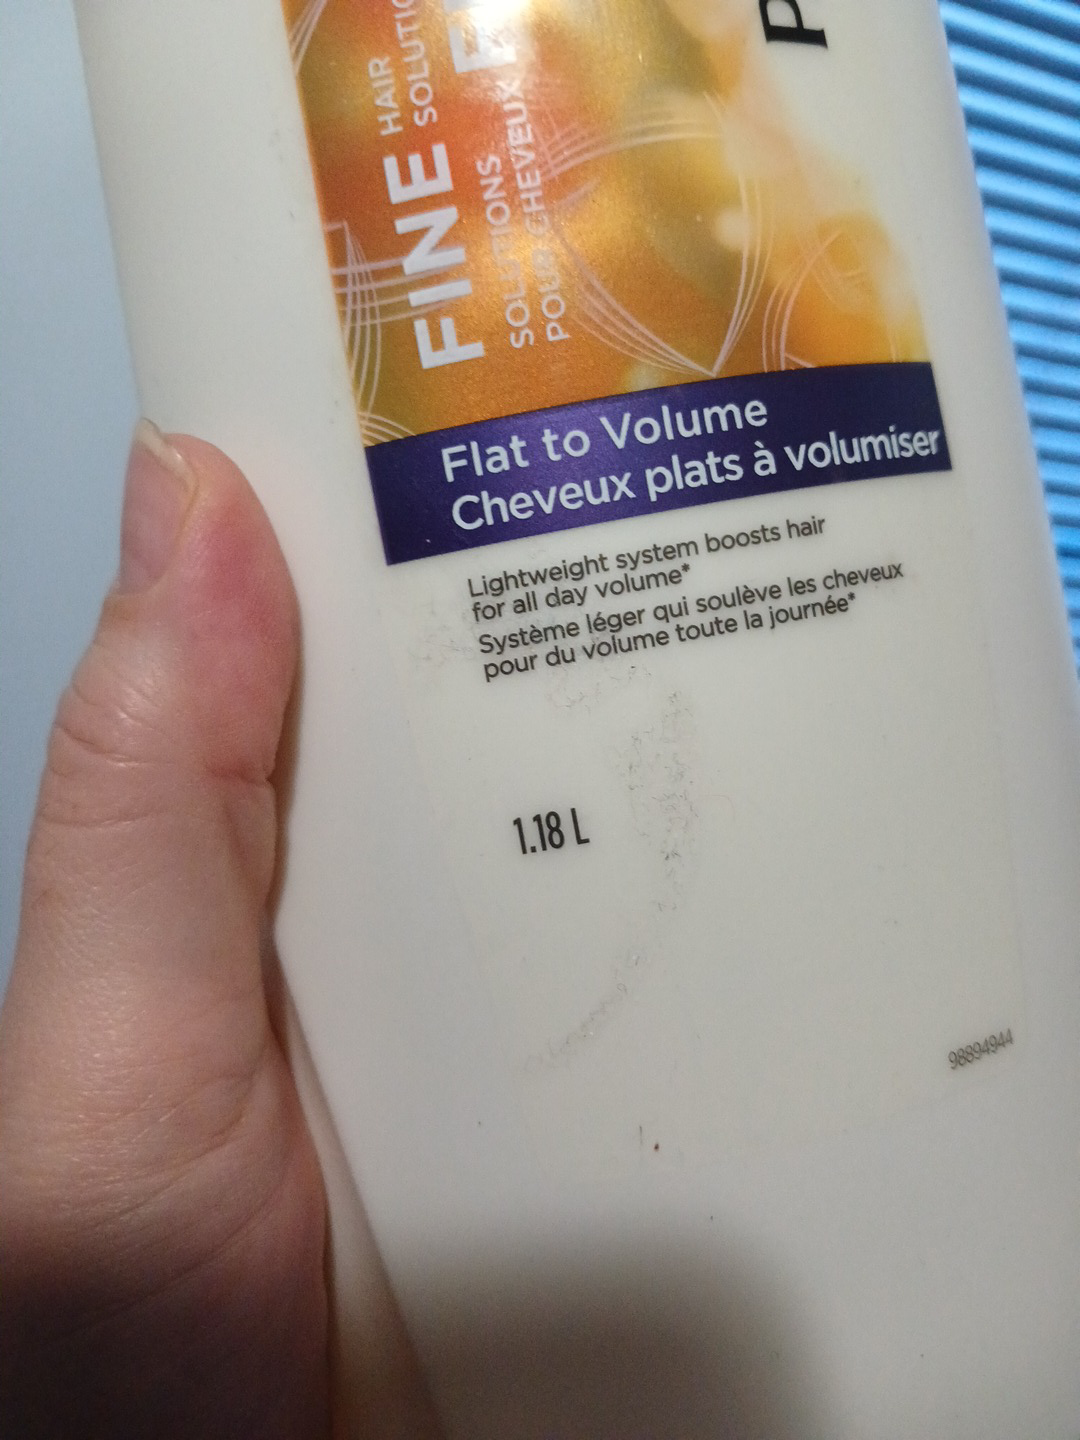 FINE HAIR
SOLUTIONS
POUR CHEVEUX
Flat to Volume
Cheveux plats à volumiser
Lightweight system boosts hair
for all day volume*
Système léger qui soulève les cheveux
pour du volume toute la journée*
1.18 L
98894944